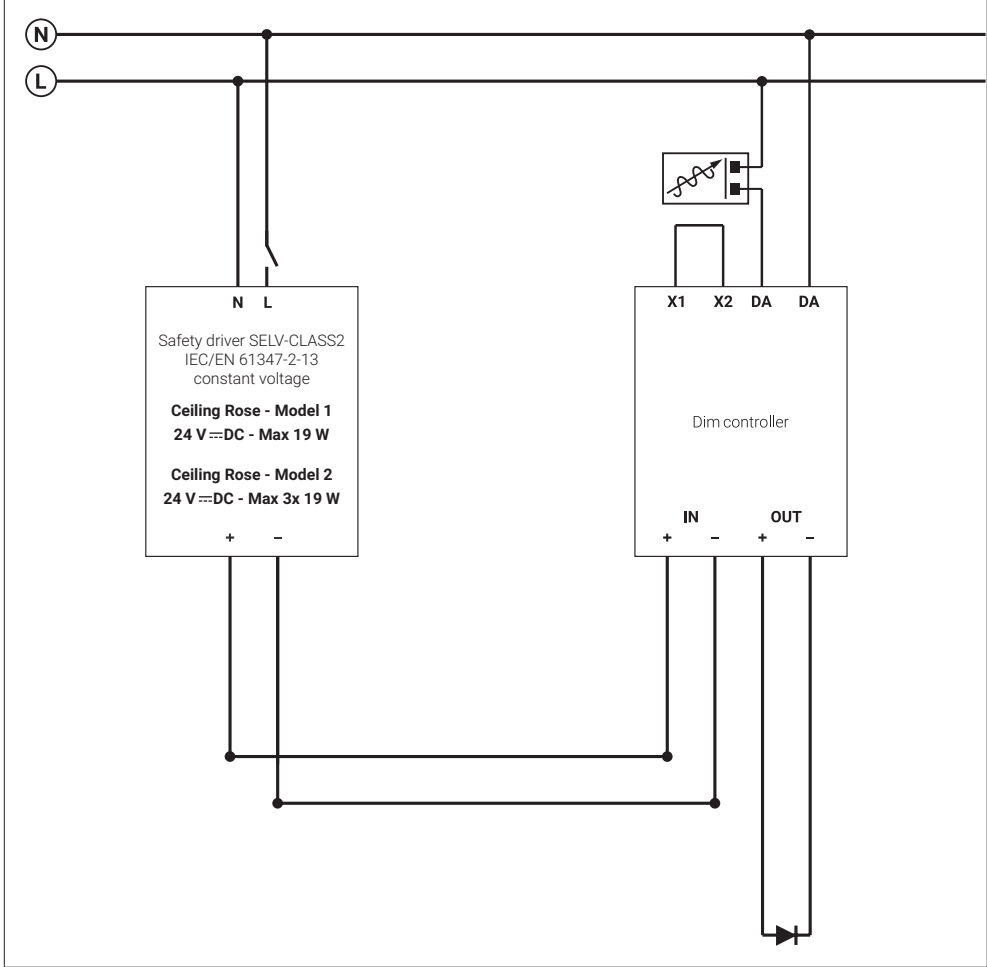 N
L
N L
Safety driver SELV-CLASS2
IEC/EN 61347-2-13
constant voltage
Ceiling Rose - Model 1
24 V⎓DC - Max 19 W
Ceiling Rose - Model 2
24 V⎓DC - Max 3x 19 W
+ −
X1 X2 DA DA
Dim controller
IN OUT
+ − + −